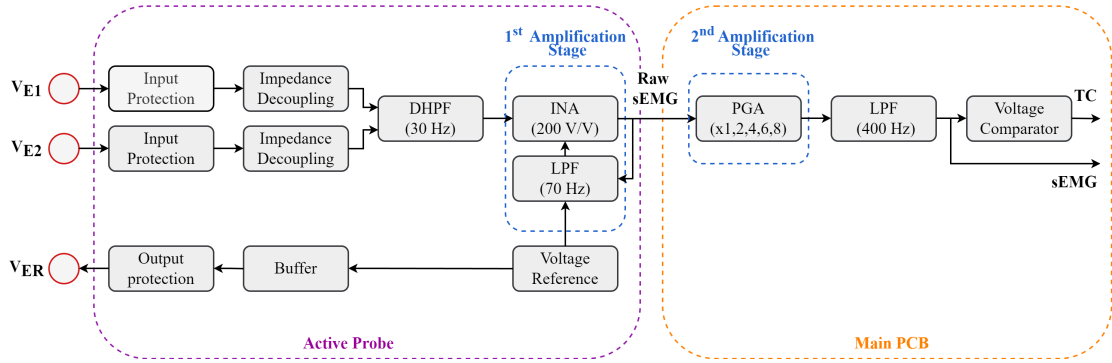 1st Amplification
Stage
2nd Amplification
Stage
VE1
Input
Protection
Impedance
Decoupling
DHPF
(30 Hz)
INA
(200 V/V)
Raw
sEMG
PGA
(x1,2,4,6,8)
LPF
(400 Hz)
Voltage
Comparator
TC
VE2
Input
Protection
Impedance
Decoupling
LPF
(70 Hz)
sEMG
VER
Output
protection
Buffer
Voltage
Reference
Active Probe
Main PCB